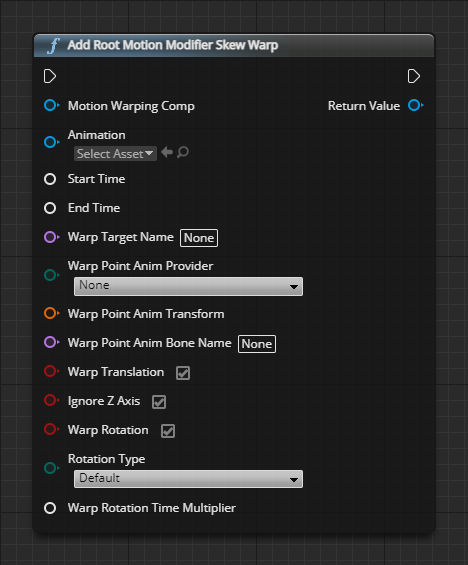 f Add Root Motion Modifier Skew Warp
Motion Warping Comp Return Value
Animation
Select Asset
Start Time
End Time
Warp Target Name None
Warp Point Anim Provider
None
Warp Point Anim Transform
Warp Point Anim Bone Name None
Warp Translation
Ignore Z Axis
Warp Rotation
Rotation Type
Default
Warp Rotation Time Multiplier